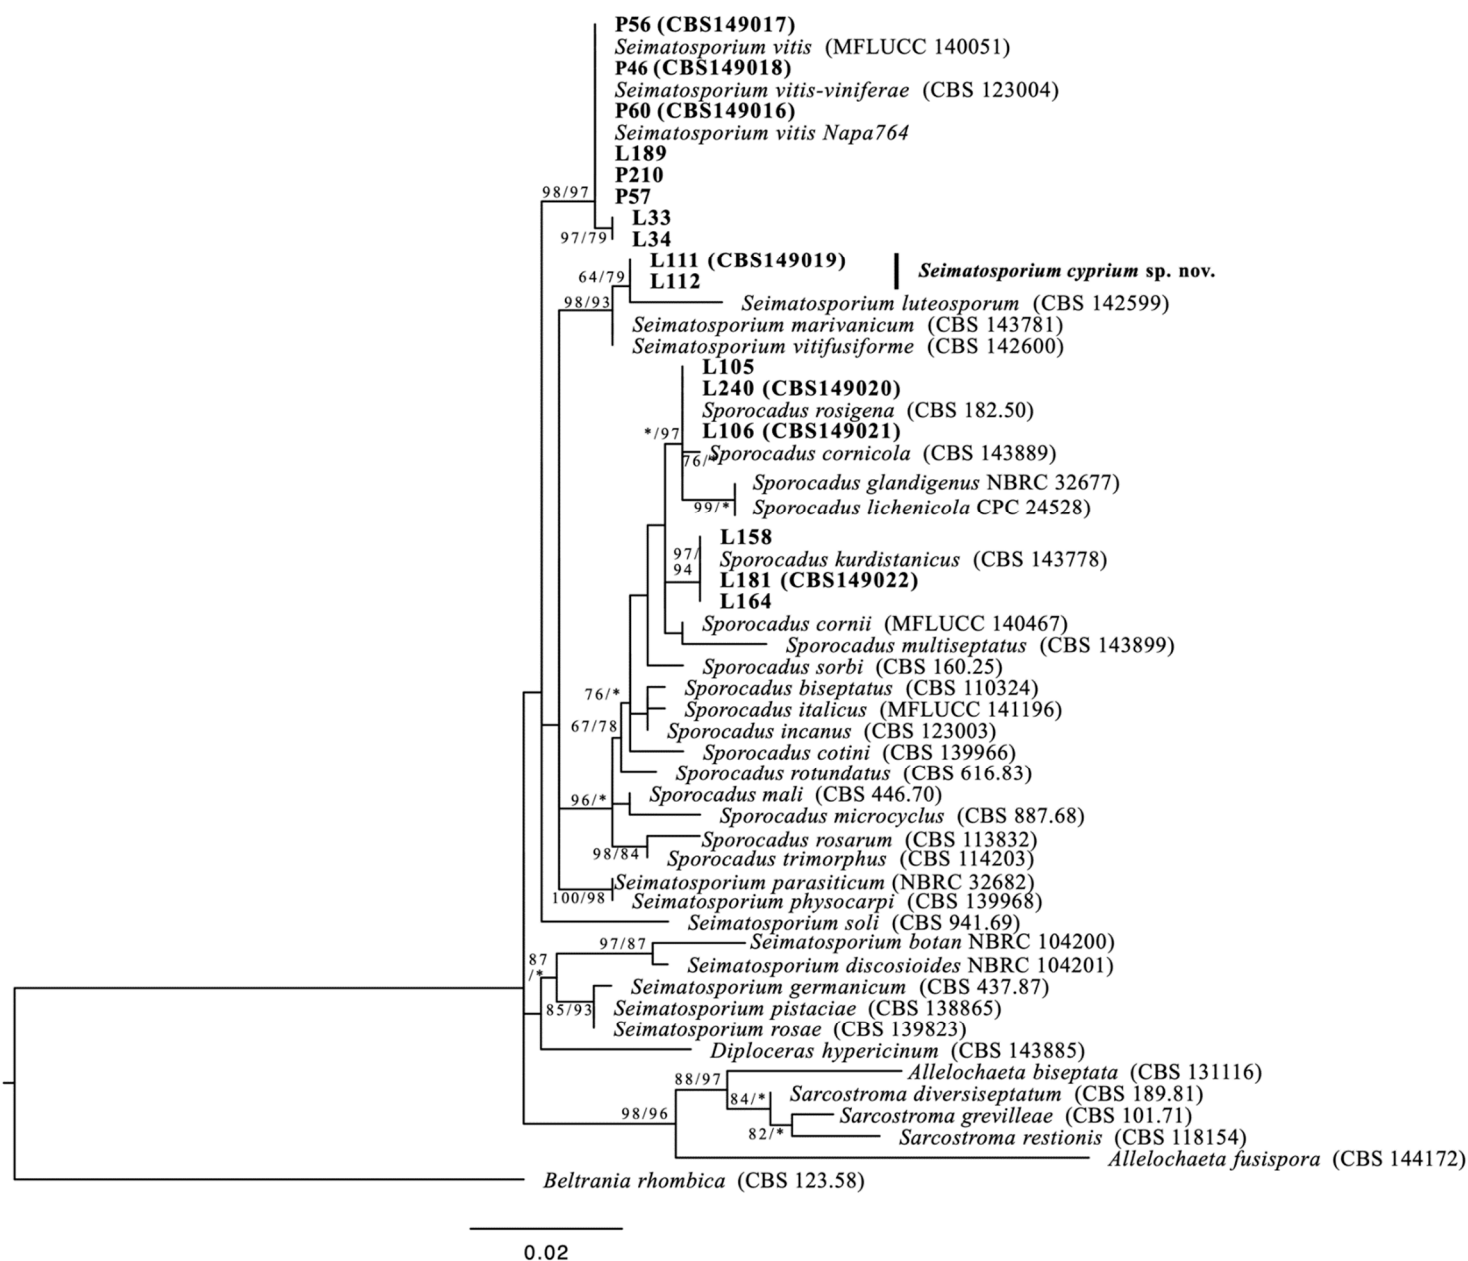 P56 (CBS149017)
Seimatosporium vitis (MFLUCC 140051)
P46 (CBS149018)
Seimatosporium vitis-viniferae (CBS 123004)
P60 (CBS149016)
Seimatosporium vitis Napa764
L189
P210
98/97
P57
L33
97/79
L34
L111 (CBS149019)
Seimatosporium cyprium sp. nov.
64/79
L112
98/93
Seimatosporium luteosporum (CBS 142599)
Seimatosporium marivanicum (CBS 143781)
Seimatosporium vitifusiforme (CBS 142600)
L105
L240 (CBS149020)
Sporocadus rosigena (CBS 182.50)
*/97
L106 (CBS149021)
76/*
Sporocadus cornicola (CBS 143889)
Sporocadus glandigenus NBRC 32677)
99/*
Sporocadus lichenicola CPC 24528)
L158
97/
94
Sporocadus kurdistanicus (CBS 143778)
L181 (CBS149022)
L164
Sporocadus cornii (MFLUCC 140467)
Sporocadus multiseptatus (CBS 143899)
Sporocadus sorbi (CBS 160.25)
76/*
Sporocadus biseptatus (CBS 110324)
Sporocadus italicus (MFLUCC 141196)
67/78
Sporocadus incanus (CBS 123003)
Sporocadus cotini (CBS 139966)
Sporocadus rotundatus (CBS 616.83)
96/*
Sporocadus mali (CBS 446.70)
Sporocadus microcyclus (CBS 887.68)
Sporocadus rosarum (CBS 113832)
98/84
Sporocadus trimorphus (CBS 114203)
Seimatosporium parasiticum (NBRC 32682)
100/98
Seimatosporium physocarpi (CBS 139968)
Seimatosporium soli (CBS 941.69)
97/87
Seimatosporium botan NBRC 104200)
87
/*
Seimatosporium discosioides NBRC 104201)
Seimatosporium germanicum (CBS 437.87)
85/93
Seimatosporium pistaciae (CBS 138865)
Seimatosporium rosae (CBS 139823)
Diploceras hypericinum (CBS 143885)
88/97
Allelochaeta biseptata (CBS 131116)
84/*
Sarcostroma diversiseptatum (CBS 189.81)
98/96
Sarcostroma grevilleae (CBS 101.71)
82/*
Sarcostroma restionis (CBS 118154)
Allelochaeta fusispora (CBS 144172)
Beltrania rhombica (CBS 123.58)
0.02